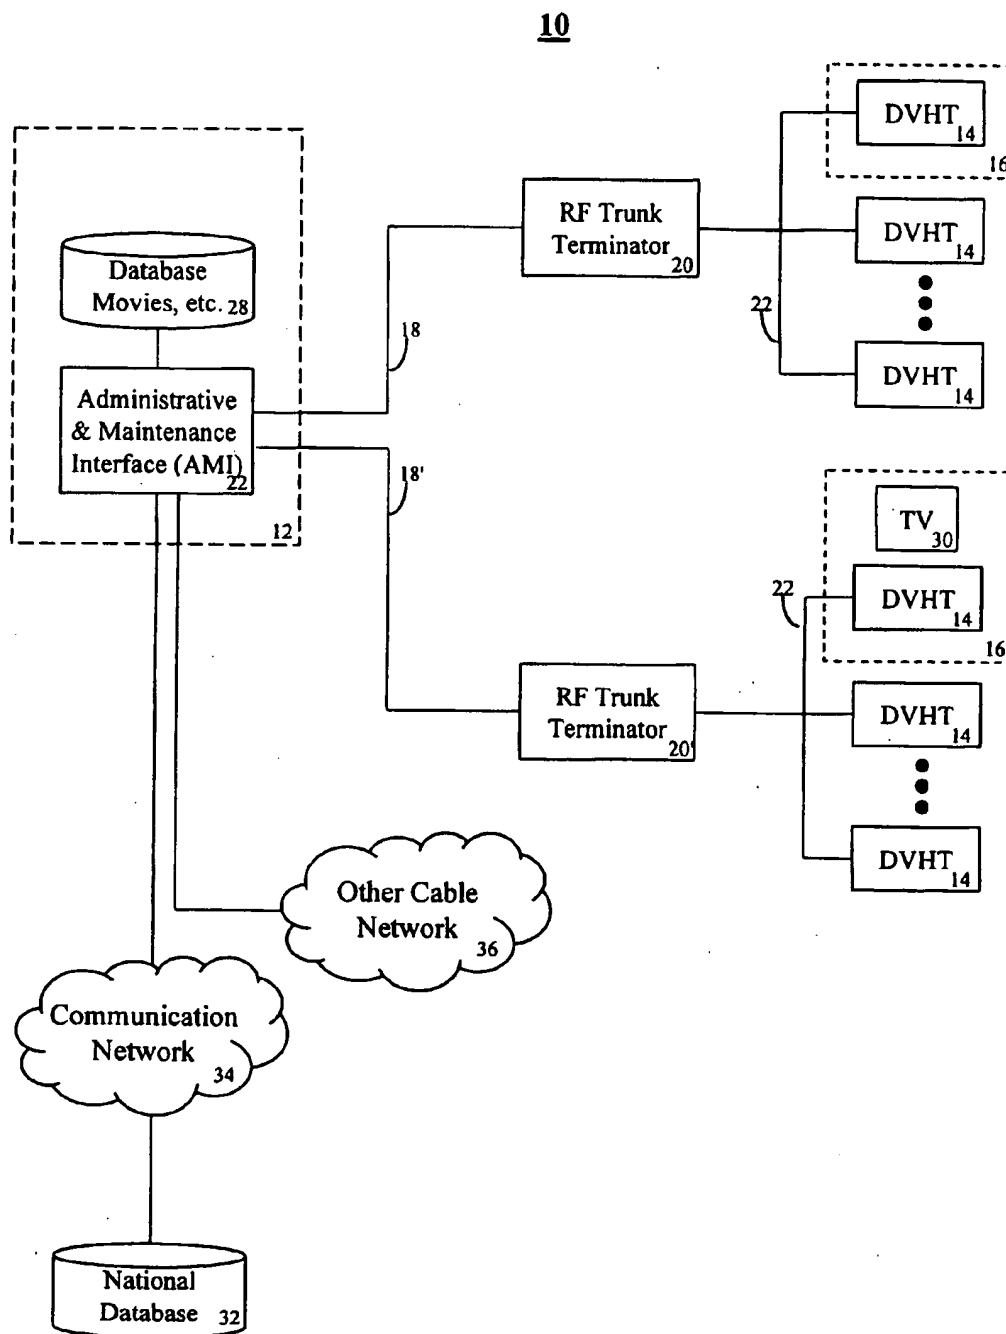 10
DVHT
14
16
Database
Movies, etc. 28
RF Trunk
Terminator
20
DVHT
14
22
18
DVHT
14
Administrative
& Maintenance
Interface (AMI)
22
12
18'
TV
30
22
DVHT
14
16
RF Trunk
Terminator
20'
DVHT
14
DVHT
14
Other Cable
Network
36
Communication
Network
34
National
Database
32